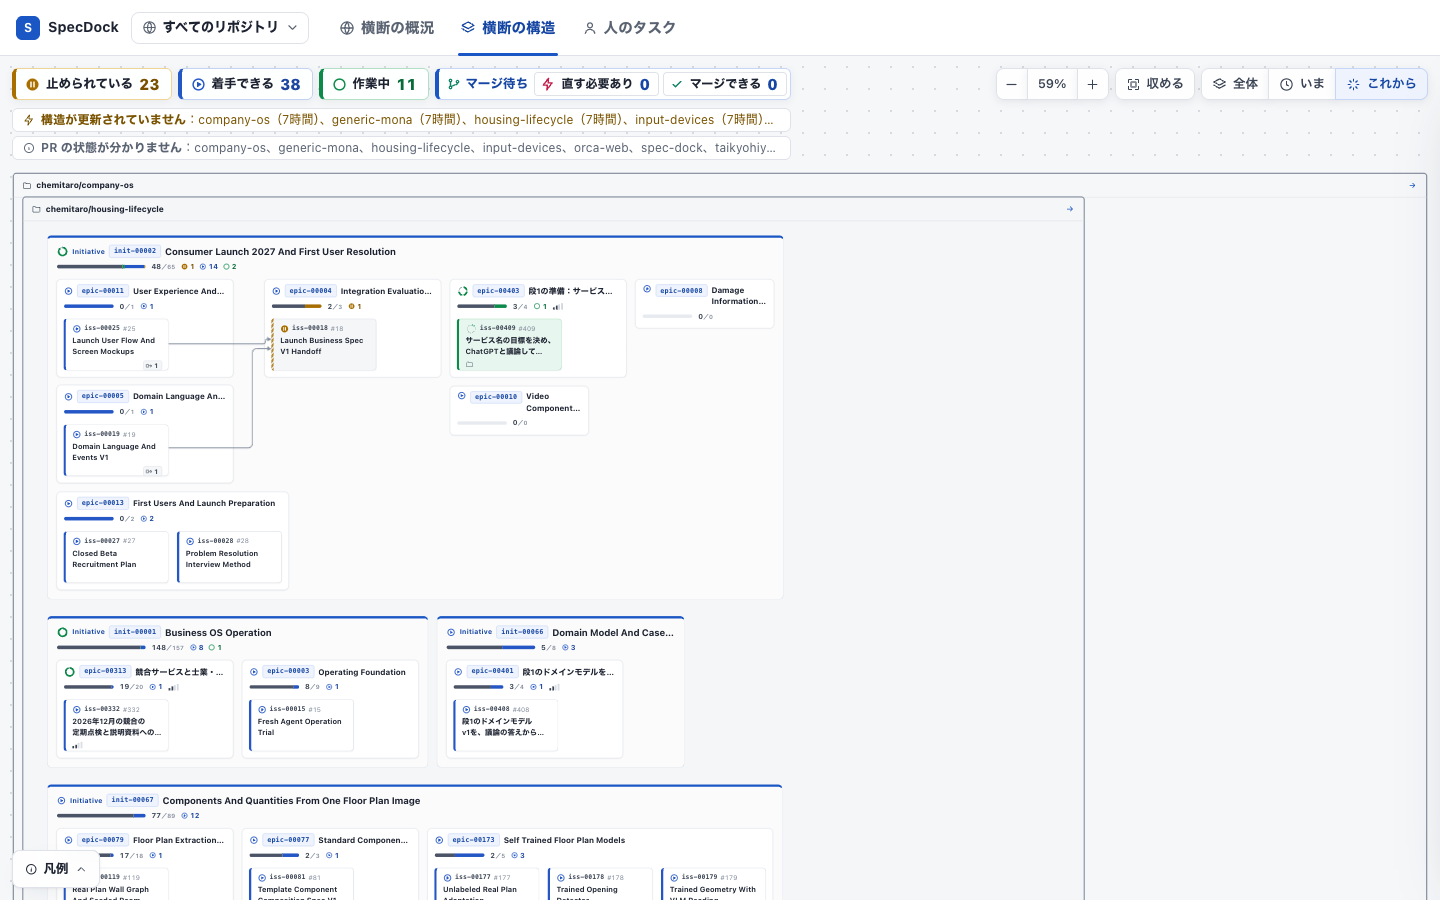 S SpecDock すべてのリポジトリ 横断の概況 横断の構造 人のタスク
止められている 23 着手できる 38 作業中 11 マージ待ち 直す必要あり 0 マージできる 0 59% 収める 全体 いま これから
構造が更新されていません：company-os（7時間）、generic-mona（7時間）、housing-lifecycle（7時間）、input-devices（7時間）…
PR の状態が分かりません：company-os、generic-mona、housing-lifecycle、input-devices、orca-web、spec-dock、taikyohiy…
chemitaro/company-os
chemitaro/housing-lifecycle
Initiative init-00002 Consumer Launch 2027 And First User Resolution
48/65 1 14 2
epic-00011 User Experience And…
0/1 1
iss-00025 #25
Launch User Flow And
Screen Mockups
1
epic-00004 Integration Evaluatio…
2/3 1
iss-00018 #18
Launch Business Spec
V1 Handoff
epic-00403 段1の準備：サービス…
3/4 1
iss-00409 #409
サービス名の目標を決め、
ChatGPTと議論して…
epic-00008 Damage
Information…
0/0
epic-00005 Domain Language An…
0/1 1
iss-00019 #19
Domain Language And
Events V1
1
epic-00010 Video
Component…
0/0
epic-00013 First Users And Launch Preparation
0/2 2
iss-00027 #27
Closed Beta
Recruitment Plan
iss-00028 #28
Problem Resolution
Interview Method
Initiative init-00001 Business OS Operation
148/157 8 1
epic-00313 競合サービスと士業・…
19/20 1
iss-00332 #332
2026年12月の競合の
定期点検と説明資料への…
epic-00003 Operating Foundation
8/9 1
iss-00015 #15
Fresh Agent Operation
Trial
Initiative init-00066 Domain Model And Case…
5/8 3
epic-00401 段1のドメインモデルを…
3/4 1
iss-00408 #408
段1のドメインモデル
v1を、議論の答えから…
Initiative init-00067 Components And Quantities From One Floor Plan Image
77/89 12
epic-00079 Floor Plan Extraction…
17/18 1
00119 #119
Real Plan Wall Graph
epic-00077 Standard Componen…
2/3 1
iss-00081 #81
Template Component
Composition Spec V1
epic-00173 Self Trained Floor Plan Models
2/5 3
iss-00177 #177
Unlabeled Real Plan
Adaptation
iss-00178 #178
Trained Opening
Detector
iss-00179 #179
Trained Geometry With
VLM Reading
凡例